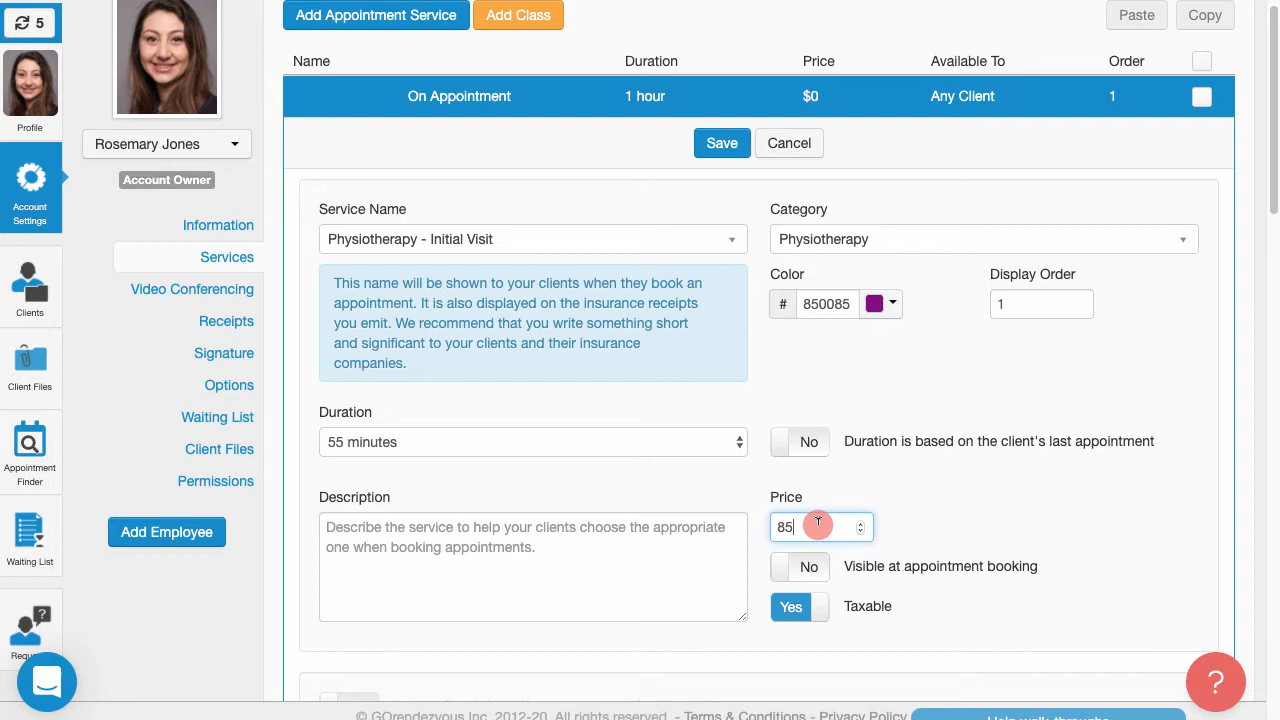 5
Profile
Account
Settings
Clients
Client Files
Appointment
Finder
Waiting List
Rosemary Jones
Account Owner
Information
Services
Video Conferencing
Receipts
Signature
Options
Waiting List
Client Files
Permissions
Add Employee
Add Appointment Service
Add Class
Paste
Copy
Name Duration Price Available To Order
On Appointment 1 hour $0 Any Client 1
Save
Cancel
Service Name
Physiotherapy - Initial Visit
This name will be shown to your clients when they book an
appointment. It is also displayed on the insurance receipts
you emit. We recommend that you write something short
and significant to your clients and their insurance
companies.
Category
Physiotherapy
Color
# 850085
Display Order
1
Duration
55 minutes
No Duration is based on the client's last appointment
Description
Describe the service to help your clients choose the appropriate
one when booking appointments.
Price
85
No Visible at appointment booking
Yes Taxable
?
© GOrendezvous Inc. 2012-20. All rights reserved. - Terms & Conditions - Privacy Policy
Help walk-throughs